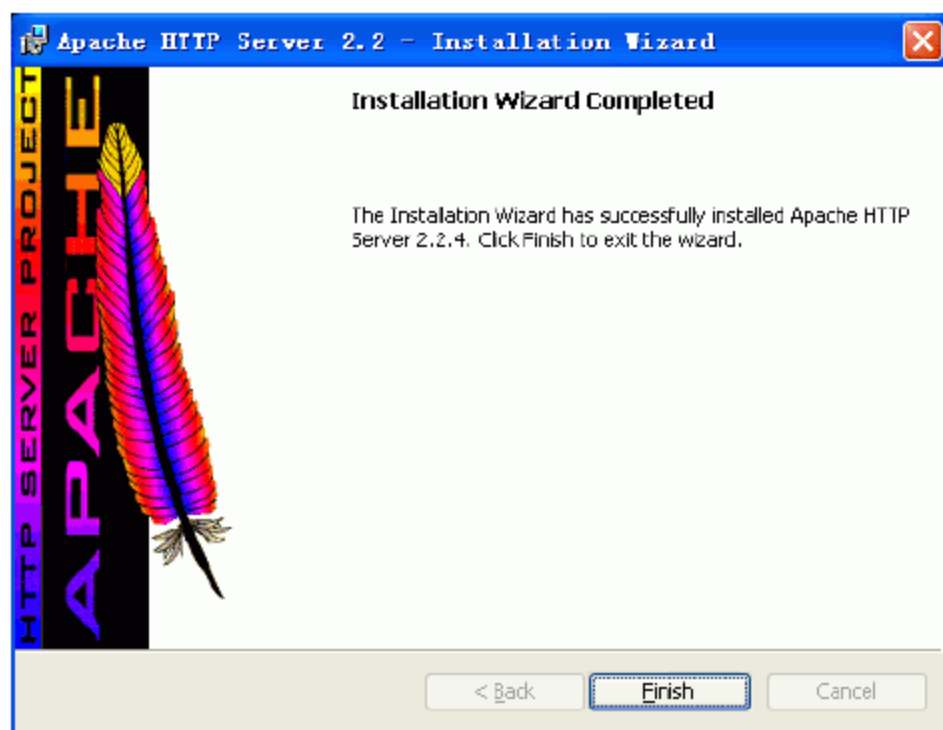 Apache HTTP Server 2.2 - Installation Wizard
HTTP SERVER PROJECT
APACHE
Installation Wizard Completed
The Installation Wizard has successfully installed Apache HTTP
Server 2.2.4. Click Finish to exit the wizard.
< Back
Finish
Cancel